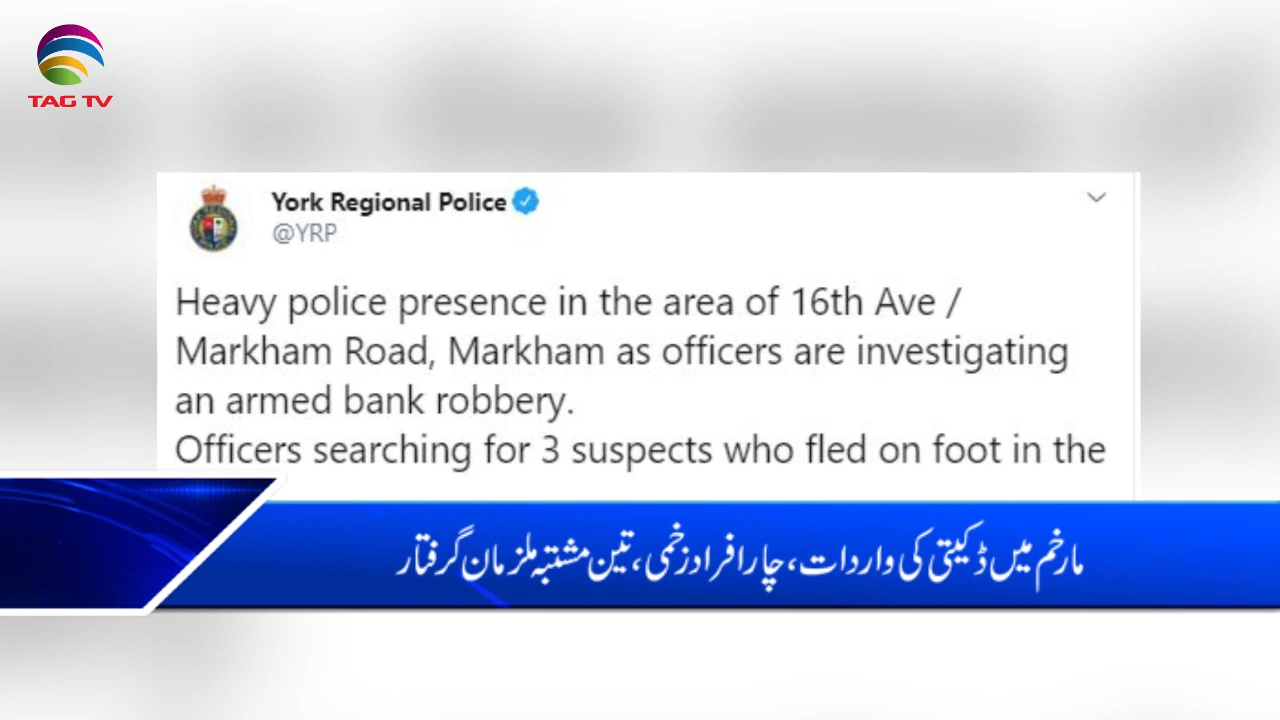 TAG TV
York Regional Police
@YRP
Heavy police presence in the area of 16th Ave /
Markham Road, Markham as officers are investigating
an armed bank robbery.
Officers searching for 3 suspects who fled on foot in the
مارخم میں ڈکیتی کی واردات، چار افراد زخمی، تین مشتبہ ملزمان گرفتار